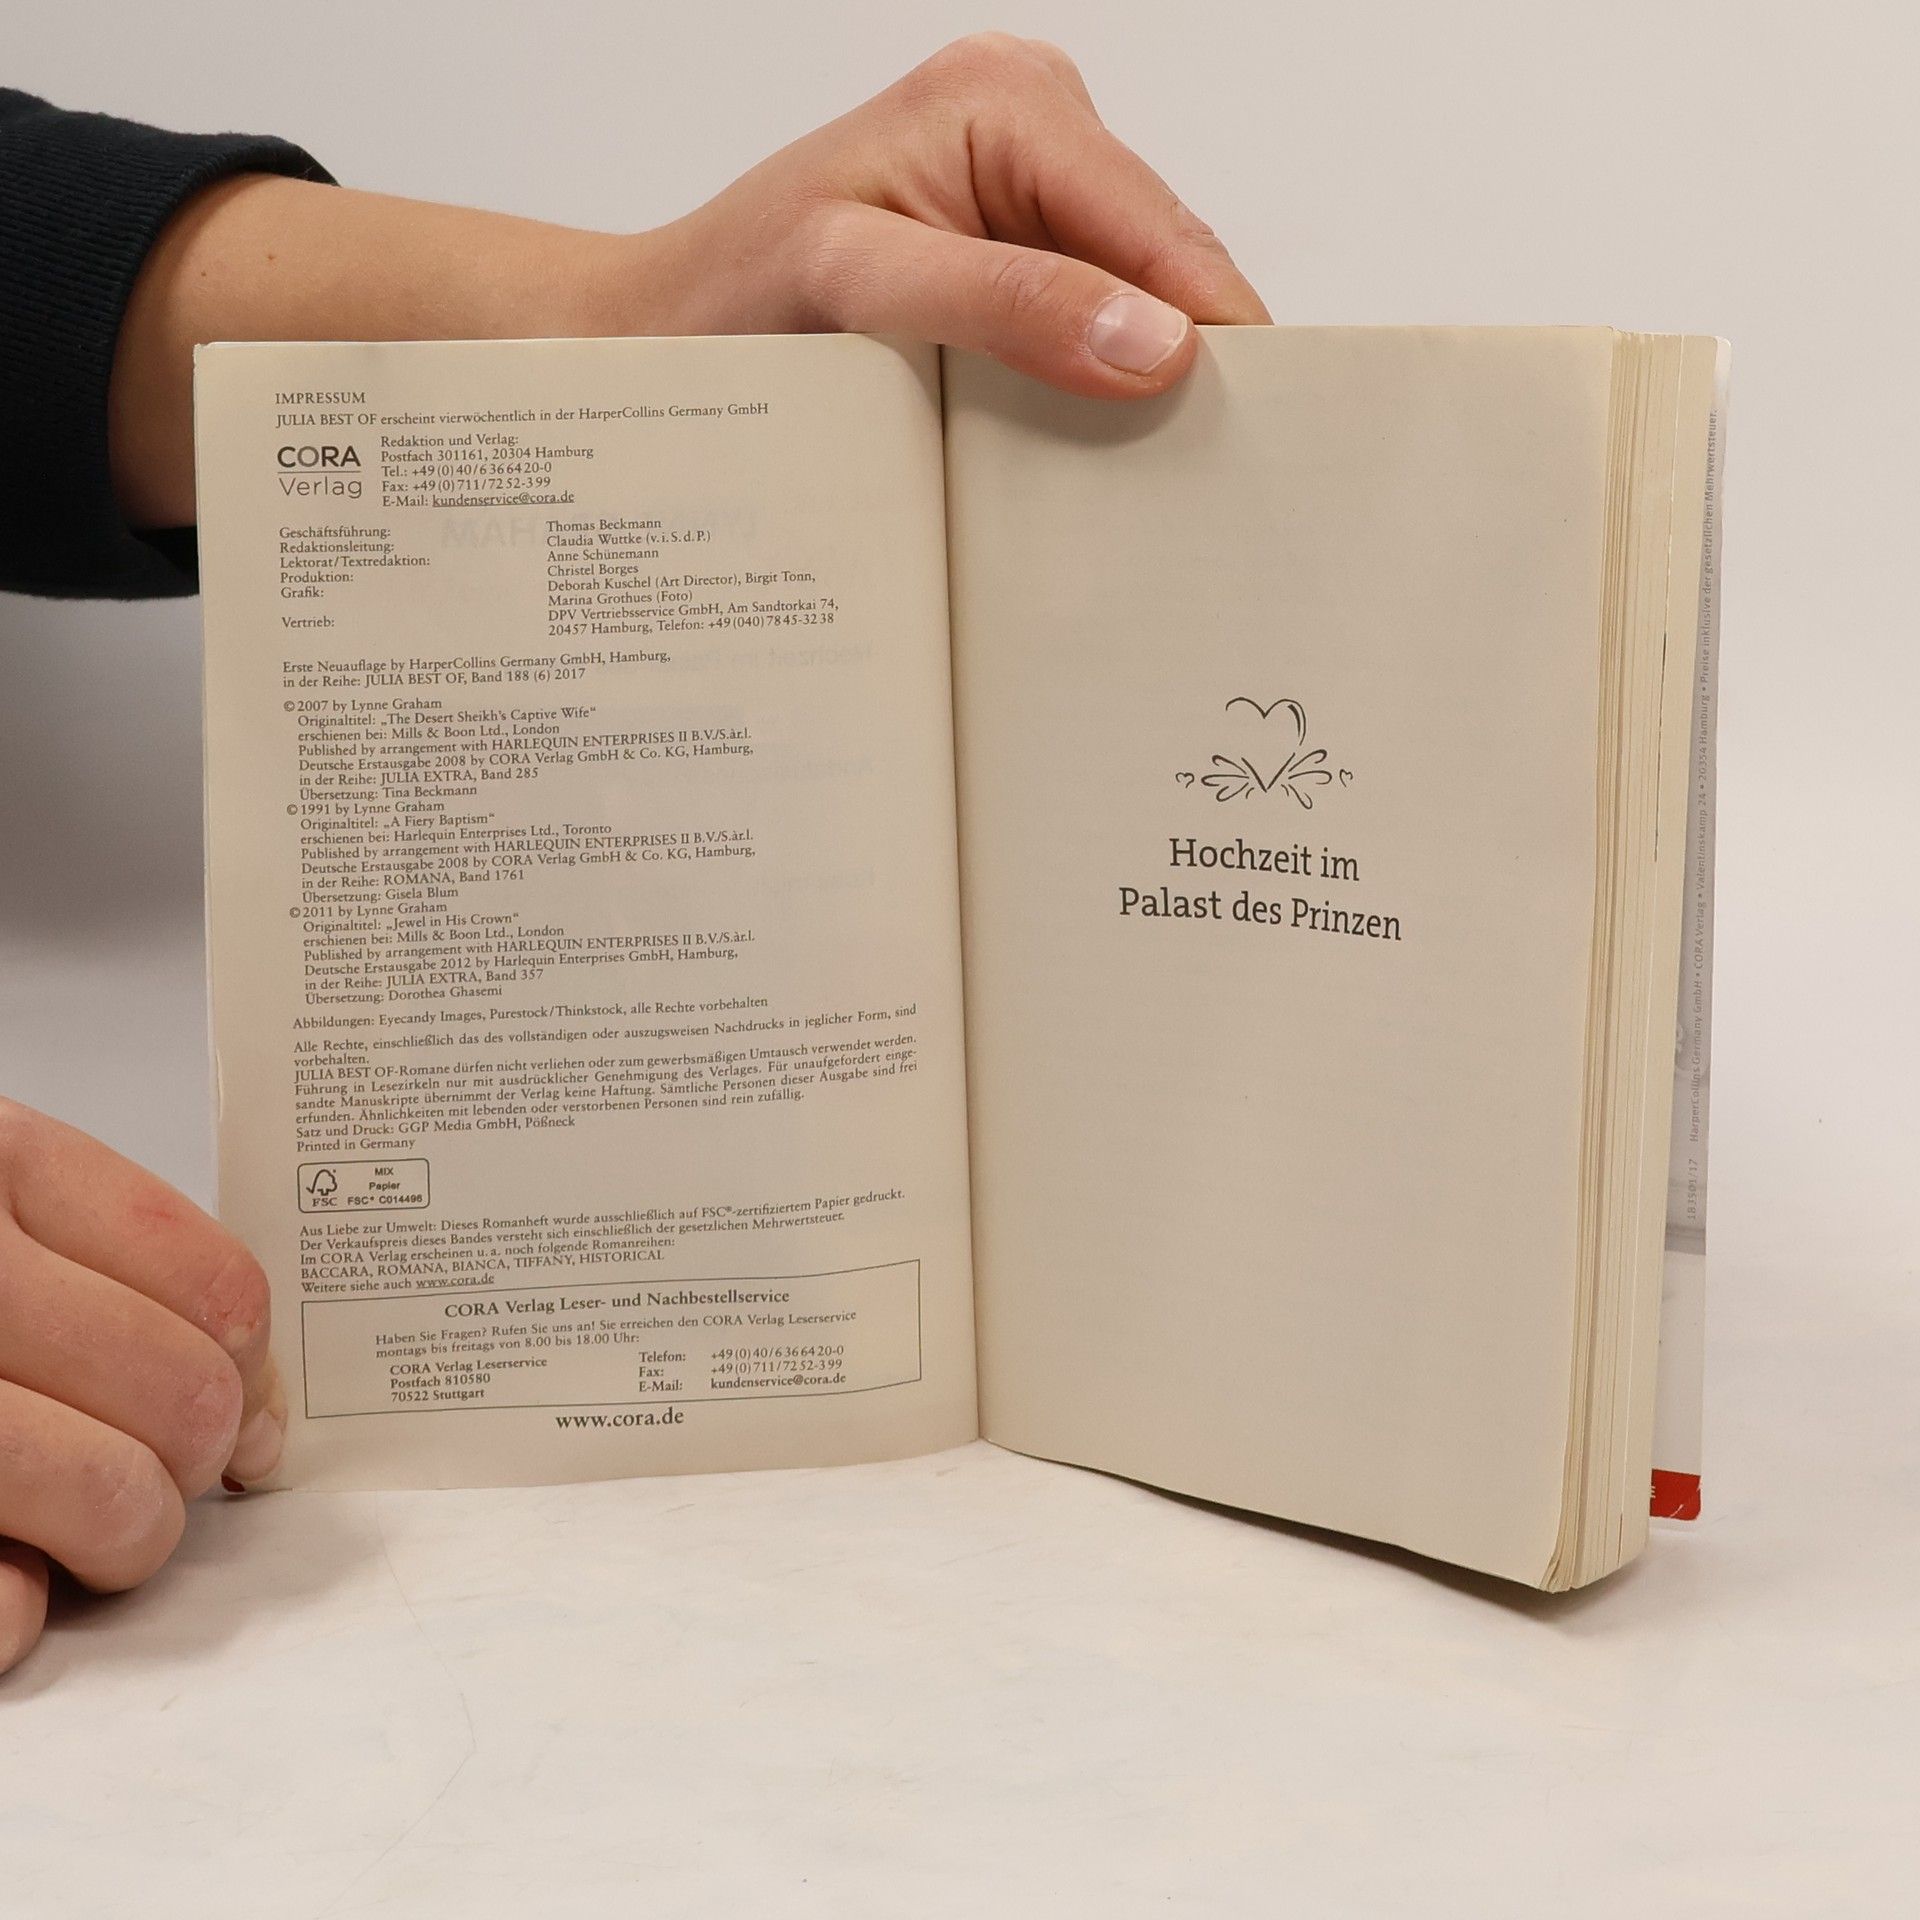 IMPRESSUM
JULIA BEST OF erscheint vierwöchentlich in der HarperCollins Germany GmbH
CORA
Verlag
Redaktion und Verlag:
Postfach 301161, 20304 Hamburg
Tel.: +49(0)40/6366420-0
Fax: +49(0)711/7252-399
E-Mail: kundenservice@cora.de
Geschäftsführung: Thomas Beckmann
Redaktionsleitung: Claudia Wuttke (v.i.S.d.P.)
Lektorat/Textredaktion: Anne Schünemann
Produktion: Christel Borges
Grafik: Deborah Kuschel (Art Director), Birgit Tonn,
Marina Grothues (Foto)
Vertrieb: DPV Vertriebsservice GmbH, Am Sandtorkai 74,
20457 Hamburg, Telefon: +49(040)7845-3238
Erste Neuauflage by HarperCollins Germany GmbH, Hamburg,
in der Reihe: JULIA BEST OF, Band 188 (6) 2017
©2007 by Lynne Graham
Originaltitel: „The Desert Sheikh's Captive Wife“
erschienen bei: Mills & Boon Ltd., London
Published by arrangement with HARLEQUIN ENTERPRISES II B.V./S.àr.l.
Deutsche Erstausgabe 2008 by CORA Verlag GmbH & Co. KG, Hamburg,
in der Reihe: JULIA EXTRA, Band 285
Übersetzung: Tina Beckmann
©1991 by Lynne Graham
Originaltitel: „A Fiery Baptism“
erschienen bei: Harlequin Enterprises Ltd., Toronto
Published by arrangement with HARLEQUIN ENTERPRISES II B.V./S.àr.l.
Deutsche Erstausgabe 2008 by CORA Verlag GmbH & Co. KG, Hamburg,
in der Reihe: ROMANA, Band 1761
Übersetzung: Gisela Blum
©2011 by Lynne Graham
Originaltitel: „Jewel in His Crown“
erschienen bei: Mills & Boon Ltd., London
Published by arrangement with HARLEQUIN ENTERPRISES II B.V./S.àr.l.
Deutsche Erstausgabe 2012 by Harlequin Enterprises GmbH, Hamburg,
in der Reihe: JULIA EXTRA, Band 357
Übersetzung: Dorothea Ghasemi
Abbildungen: Eyecandy Images, Purestock/Thinkstock, alle Rechte vorbehalten
Alle Rechte, einschließlich das des vollständigen oder auszugsweisen Nachdrucks in jeglicher Form, sind
vorbehalten.
JULIA BEST OF-Romane dürfen nicht verliehen oder zum gewerbsmäßigen Umtausch verwendet werden.
Führung in Lesezirkeln nur mit ausdrücklicher Genehmigung des Verlages. Für unaufgefordert einge-
sandte Manuskripte übernimmt der Verlag keine Haftung. Sämtliche Personen dieser Ausgabe sind frei
erfunden. Ähnlichkeiten mit lebenden oder verstorbenen Personen sind rein zufällig.
Satz und Druck: GGP Media GmbH, Pößneck
Printed in Germany
FSC
MIX
Papier
FSC® C014496
Aus Liebe zur Umwelt: Dieses Romanheft wurde ausschließlich auf FSC®-zertifiziertem Papier gedruckt.
Der Verkaufspreis dieses Bandes versteht sich einschließlich der gesetzlichen Mehrwertsteuer.
Im CORA Verlag erscheinen u.a. noch folgende Romanreihen:
BACCARA, ROMANA, BIANCA, TIFFANY, HISTORICAL
Weitere siehe auch www.cora.de
CORA Verlag Leser- und Nachbestellservice
Haben Sie Fragen? Rufen Sie uns an! Sie erreichen den CORA Verlag Leserservice
montags bis freitags von 8.00 bis 18.00 Uhr:
CORA Verlag Leserservice
Postfach 810580
70522 Stuttgart
Telefon: +49(0)40/6366420-0
Fax: +49(0)711/7252-399
E-Mail: kundenservice@cora.de
www.cora.de
Hochzeit im
Palast des Prinzen
HarperCollins Germany GmbH • CORA Verlag • Valentinskamp 24 • 20354 Hamburg • Preise inklusive der gesetzlichen Mehrwertsteuer.